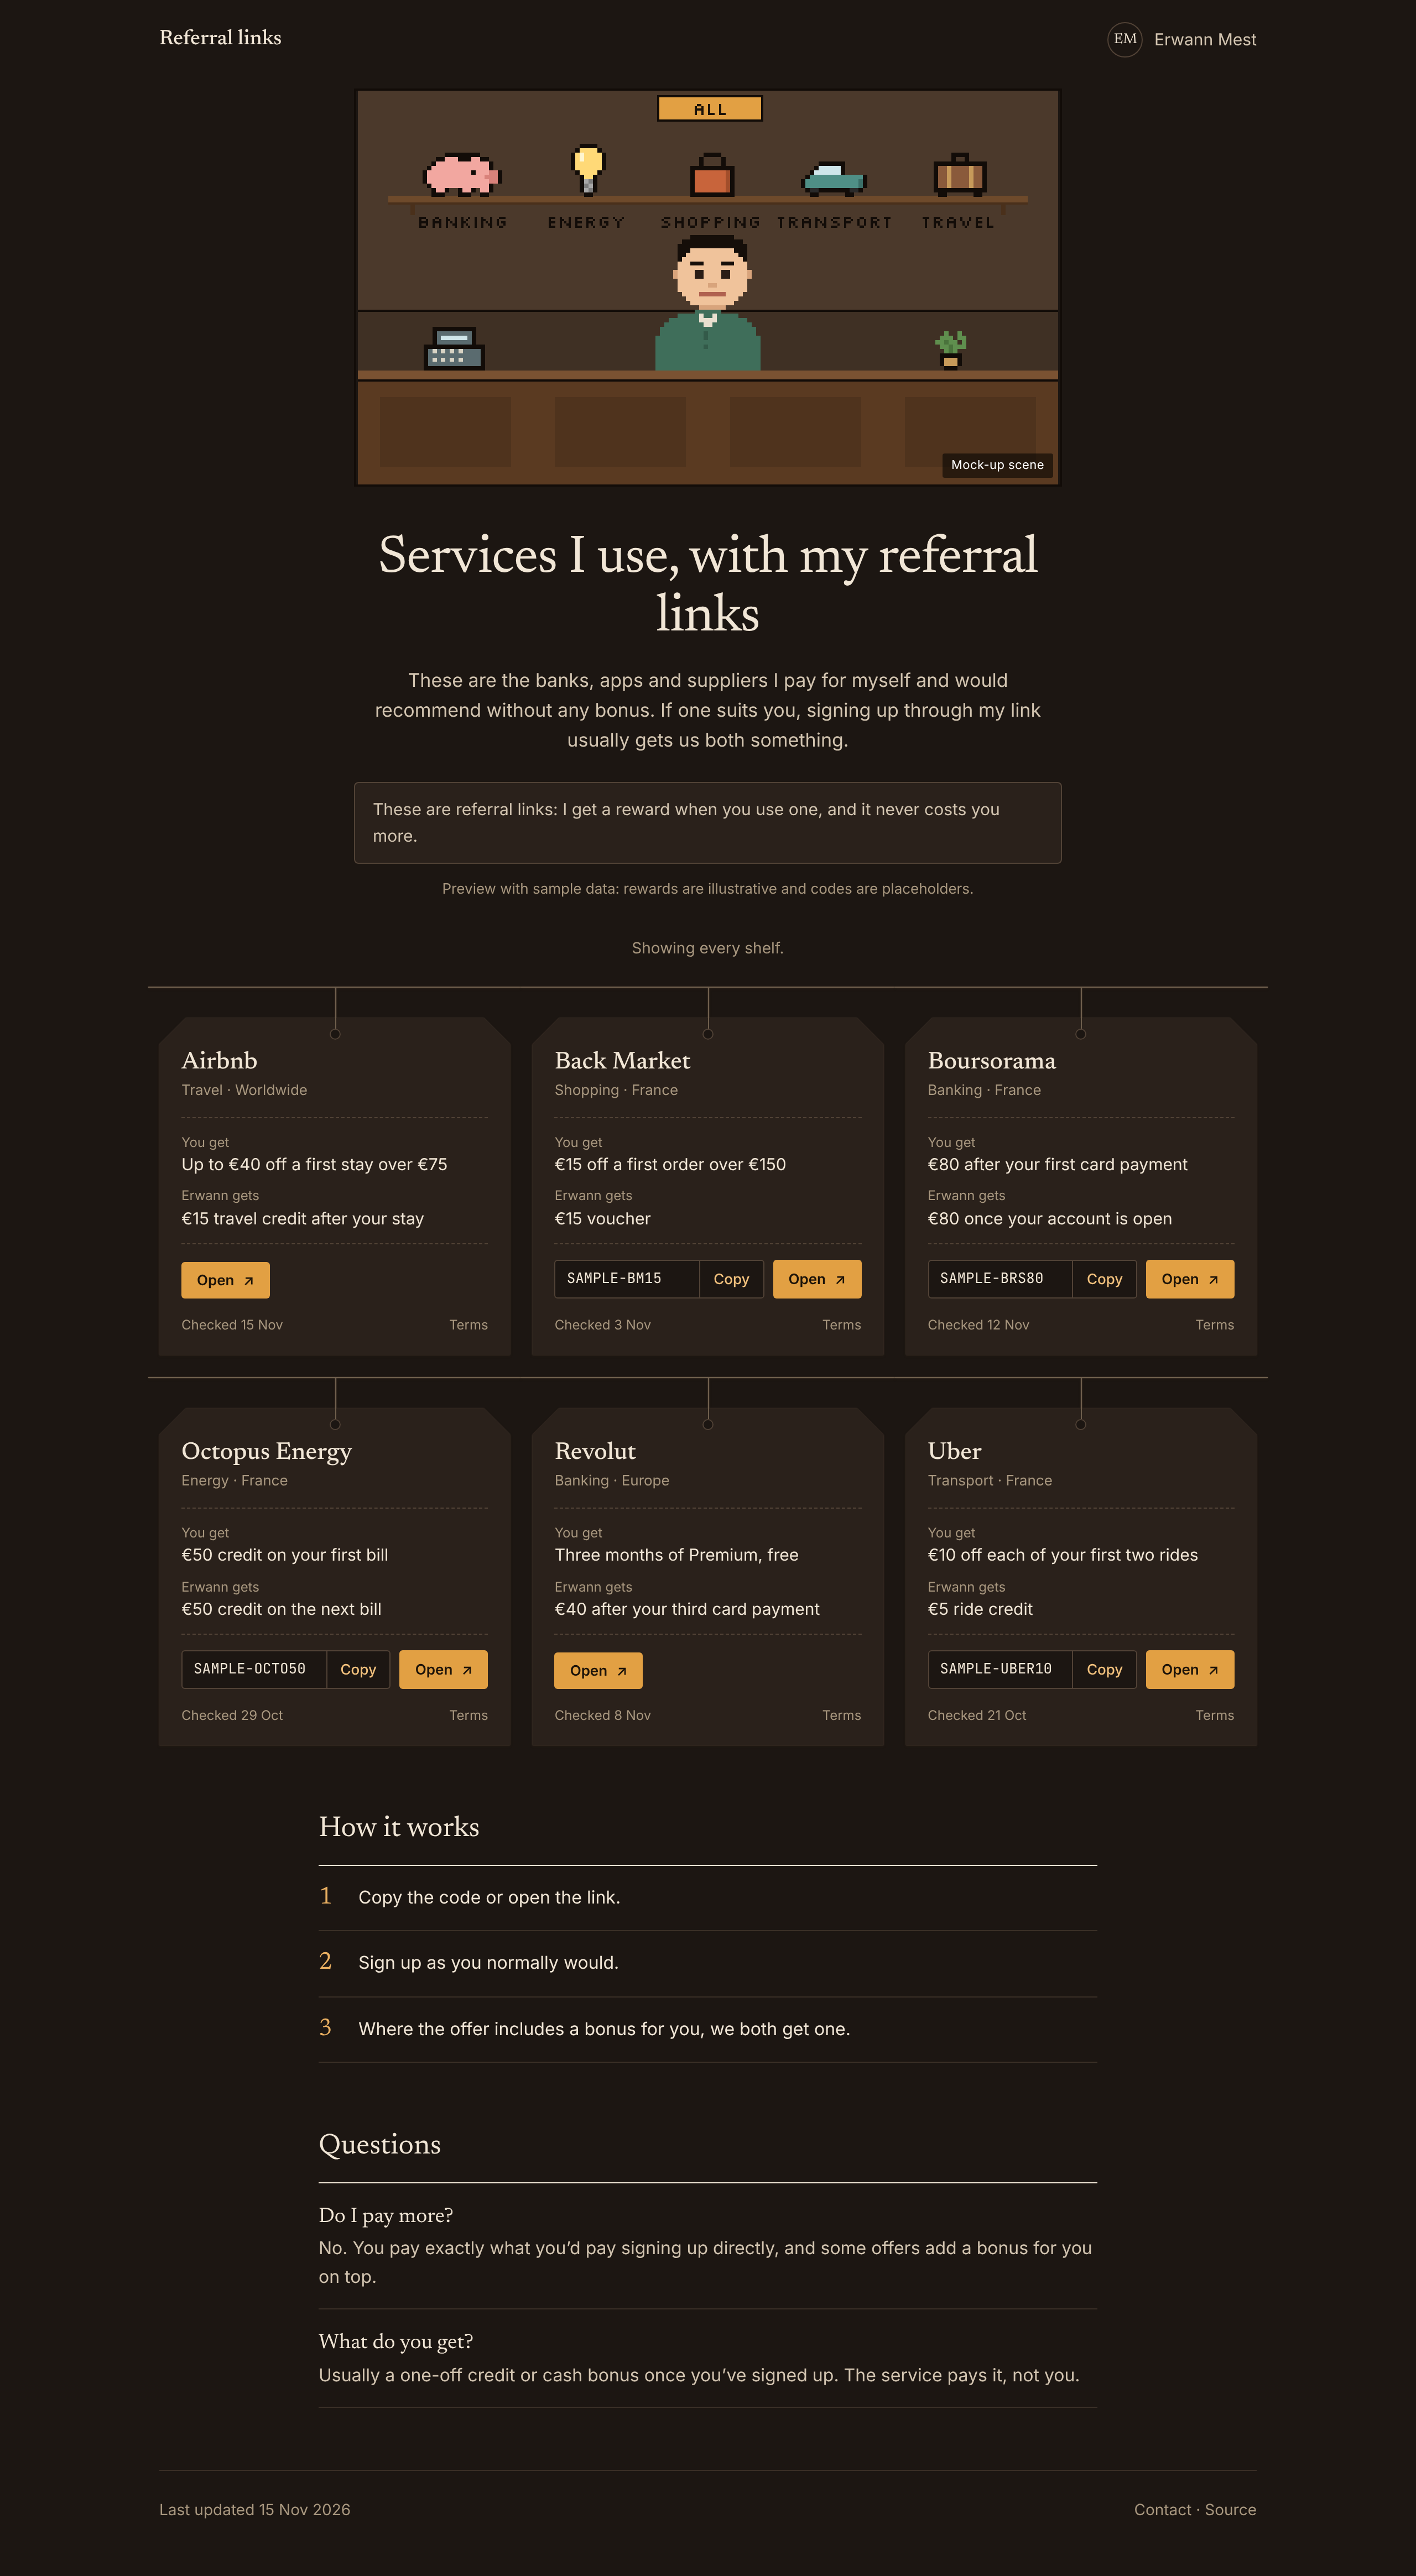 Referral links
EM
Erwann Mest
ALL
BANKING ENERGY SHOPPING TRANSPORT TRAVEL
Mock-up scene
Services I use, with my referral
links
These are the banks, apps and suppliers I pay for myself and would
recommend without any bonus. If one suits you, signing up through my link
usually gets us both something.
These are referral links: I get a reward when you use one, and it never costs you
more.
Preview with sample data: rewards are illustrative and codes are placeholders.
Showing every shelf.
Airbnb
Travel · Worldwide
You get
Up to €40 off a first stay over €75
Erwann gets
€15 travel credit after your stay
Open ↗
Checked 15 Nov
Terms
Back Market
Shopping · France
You get
€15 off a first order over €150
Erwann gets
€15 voucher
SAMPLE-BM15
Copy
Open ↗
Checked 3 Nov
Terms
Boursorama
Banking · France
You get
€80 after your first card payment
Erwann gets
€80 once your account is open
SAMPLE-BRS80
Copy
Open ↗
Checked 12 Nov
Terms
Octopus Energy
Energy · France
You get
€50 credit on your first bill
Erwann gets
€50 credit on the next bill
SAMPLE-OCTO50
Copy
Open ↗
Checked 29 Oct
Terms
Revolut
Banking · Europe
You get
Three months of Premium, free
Erwann gets
€40 after your third card payment
Open ↗
Checked 8 Nov
Terms
Uber
Transport · France
You get
€10 off each of your first two rides
Erwann gets
€5 ride credit
SAMPLE-UBER10
Copy
Open ↗
Checked 21 Oct
Terms
How it works
1 Copy the code or open the link.
2 Sign up as you normally would.
3 Where the offer includes a bonus for you, we both get one.
Questions
Do I pay more?
No. You pay exactly what you’d pay signing up directly, and some offers add a bonus for you
on top.
What do you get?
Usually a one-off credit or cash bonus once you’ve signed up. The service pays it, not you.
Last updated 15 Nov 2026
Contact · Source